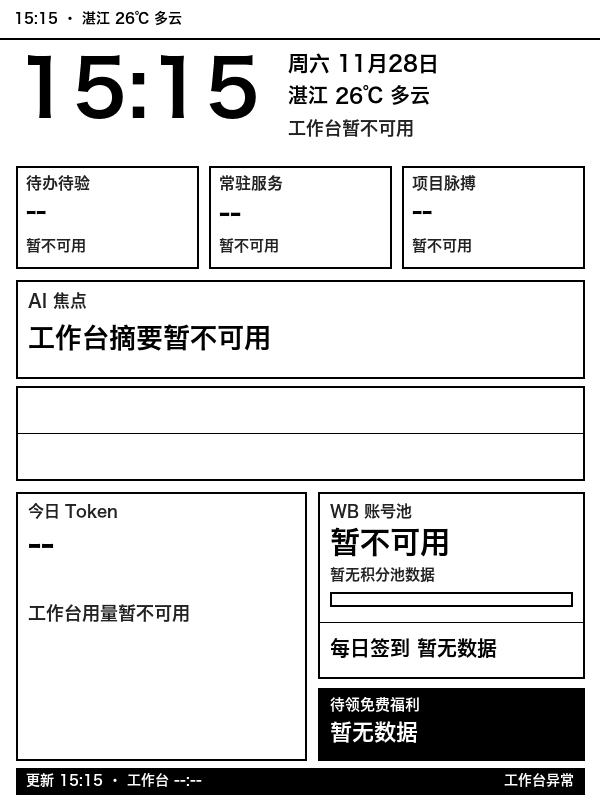 15:15 · 湛江 26℃ 多云
15:15
周六 11月28日
湛江 26℃ 多云
工作台暂不可用
待办待验
--
暂不可用
常驻服务
--
暂不可用
项目脉搏
--
暂不可用
AI 焦点
工作台摘要暂不可用
今日 Token
--
工作台用量暂不可用
WB 账号池
暂不可用
暂无积分池数据
每日签到 暂无数据
待领免费福利
暂无数据
更新 15:15 · 工作台 --:--
工作台异常